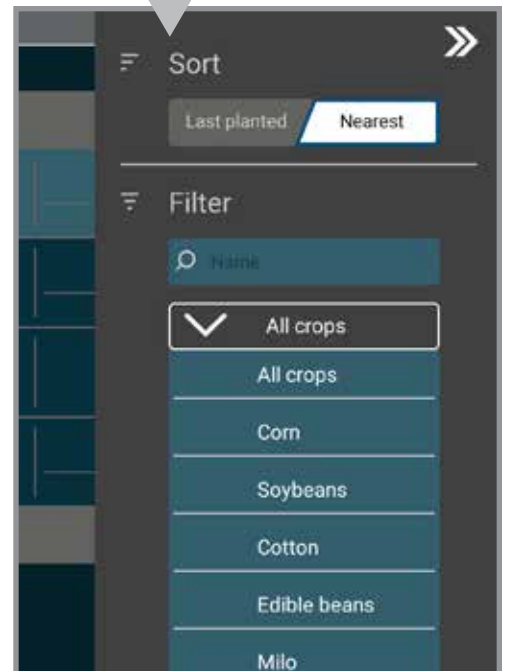 Sort
Last planted Nearest
Filter
Name
All crops
All crops
Corn
Soybeans
Cotton
Edible beans
Milo